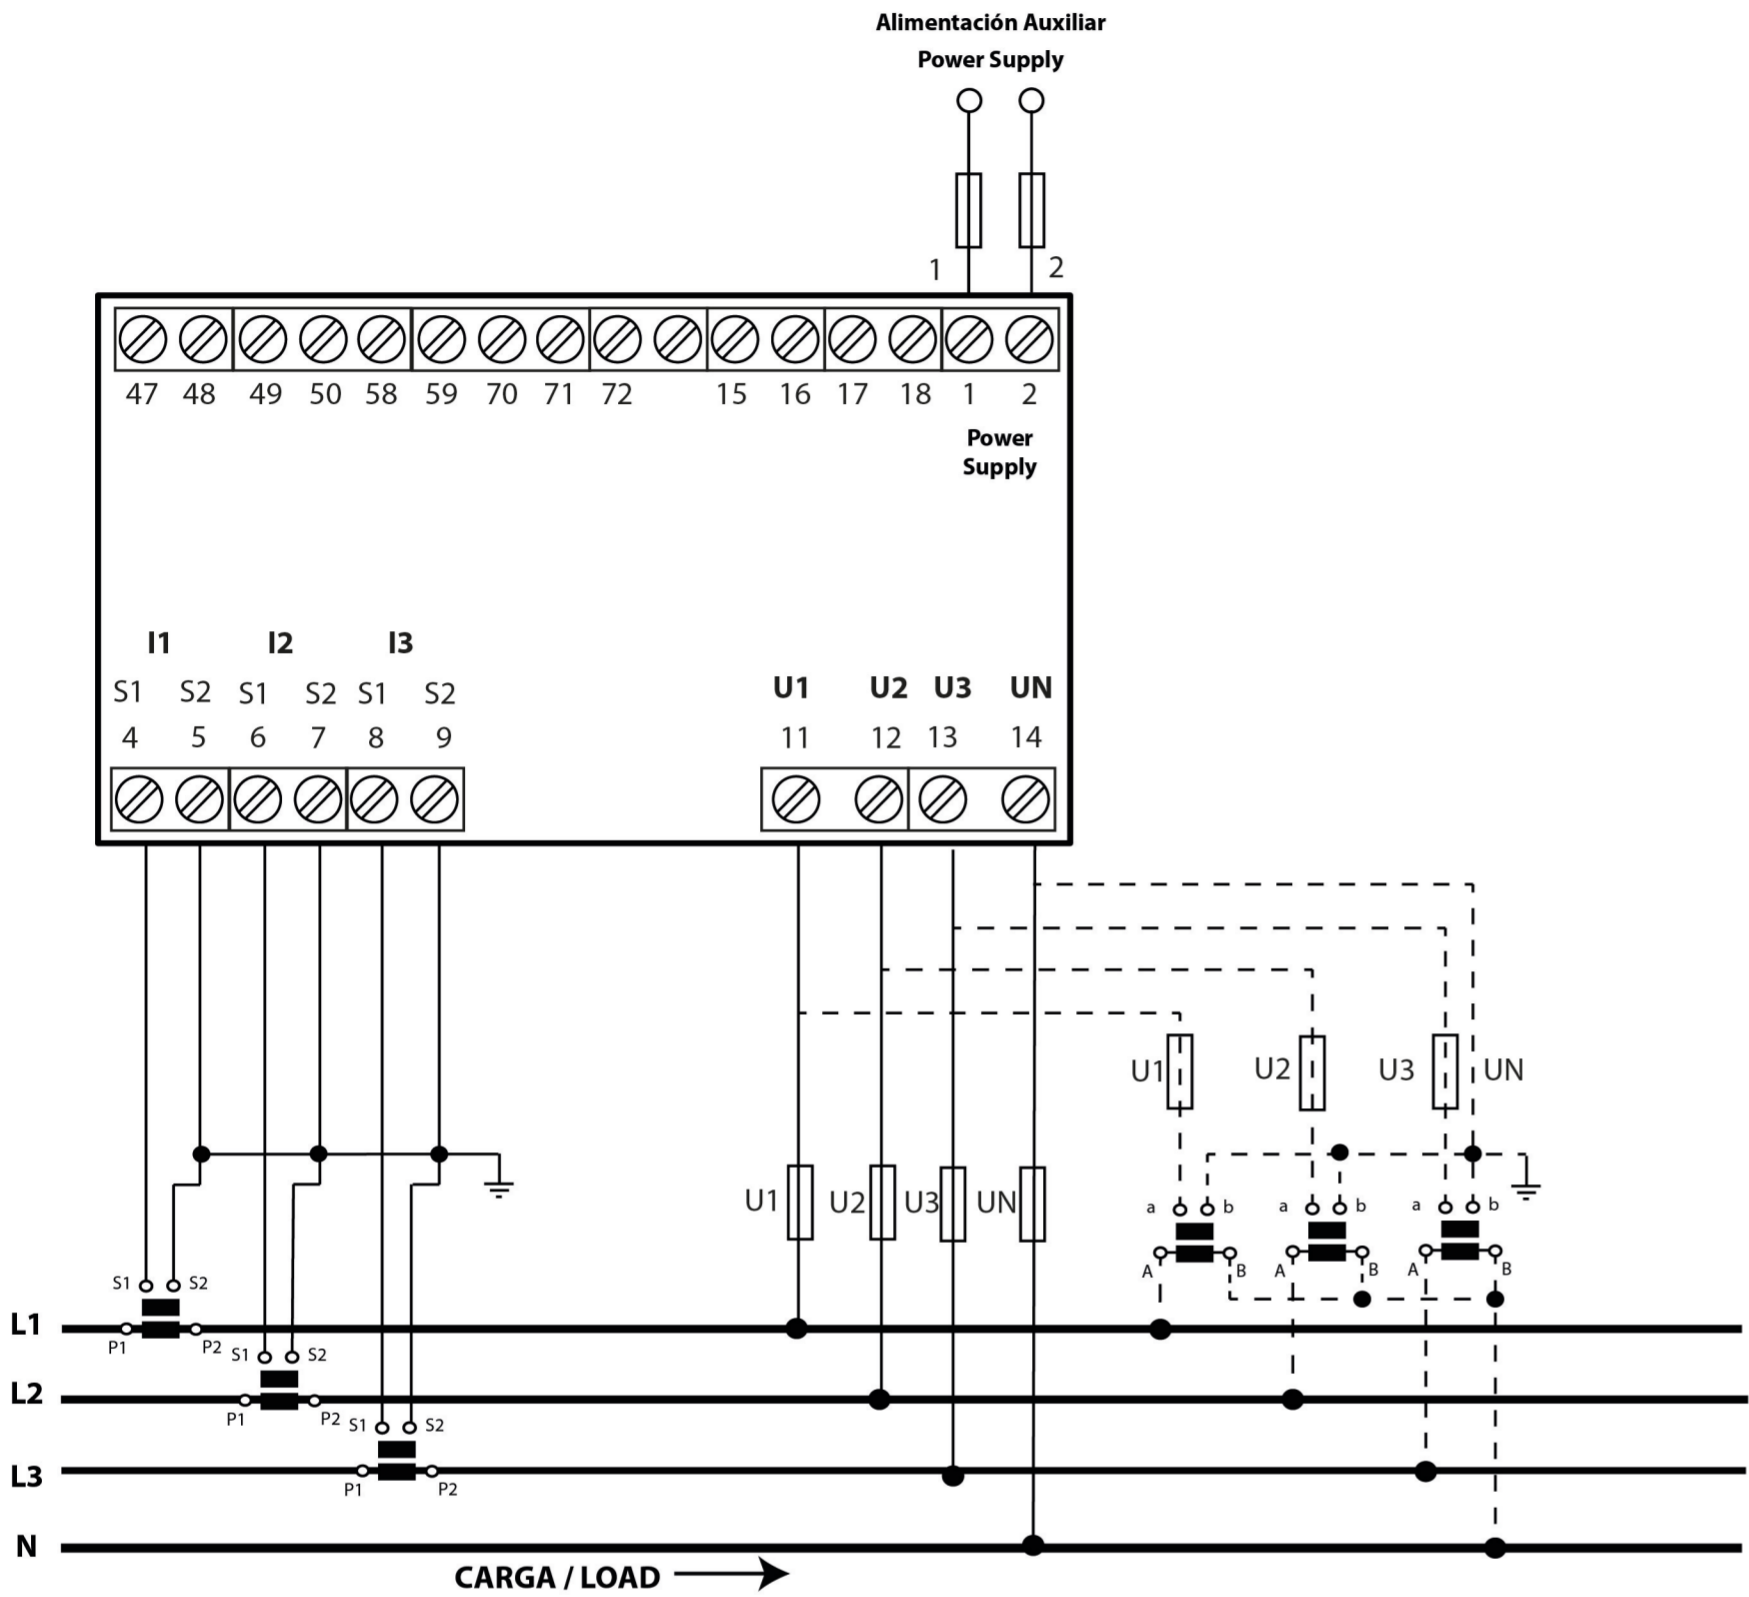 Alimentación Auxiliar
Power Supply
1 2
47 48 49 50 58 59 70 71 72 15 16 17 18 1 2
Power
Supply
I1 I2 I3
S1 S2 S1 S2 S1 S2
U1 U2 U3 UN
4 5 6 7 8 9 11 12 13 14
U1 U2 U3 UN
U1 U2 U3 UN
a b a b a b
A B A B A B
S1 S2
L1
P1 P2 S1 S2
L2
P1 P2 S1 S2
L3
P1 P2
N
CARGA / LOAD